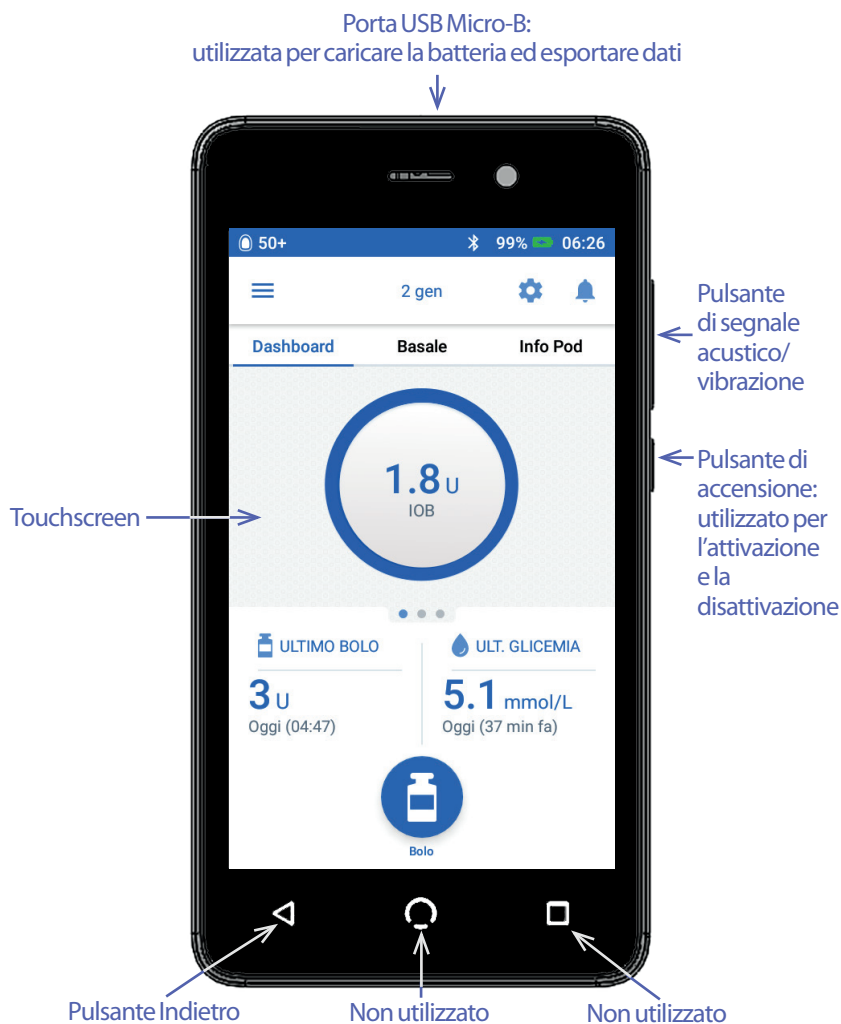 Porta USB Micro-B:
utilizzata per caricare la batteria ed esportare dati
50+
99%
06:26
2 gen
Dashboard
Basale
Info Pod
Pulsante
di segnale
acustico/
vibrazione
1.8 U
IOB
Pulsante di
accensione:
utilizzato per
l'attivazione
e la
disattivazione
Touchscreen
ULTIMO BOLO
3 U
Oggi (04:47)
ULT. GLICEMIA
5.1 mmol/L
Oggi (37 min fa)
Bolo
Pulsante Indietro
Non utilizzato
Non utilizzato